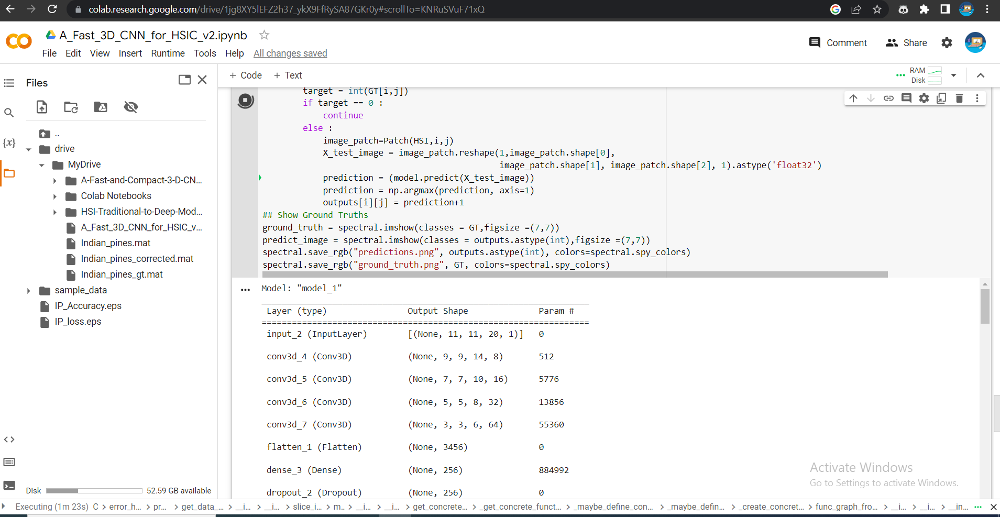 colab.research.google.com/drive/1jg8XY5lEFZ2h37_ykX9FfRySA87GKr0y#scrollTo=KNRuSVuF71xQ
A_Fast_3D_CNN_for_HSIC_v2.ipynb
File Edit View Insert Runtime Tools Help All changes saved
Comment Share
Files
+ Code + Text
RAM
Disk
..
drive
MyDrive
A-Fast-and-Compact-3-D-CN...
Colab Notebooks
HSI-Traditional-to-Deep-Mod...
A_Fast_3D_CNN_for_HSIC_v...
Indian_pines.mat
Indian_pines_corrected.mat
Indian_pines_gt.mat
sample_data
IP_Accuracy.eps
IP_loss.eps
{x}
Disk 52.59 GB available
target = int(GT[i,j])
if target == 0 :
continue
else :
image_patch=Patch(HSI,i,j)
X_test_image = image_patch.reshape(1,image_patch.shape[0],
image_patch.shape[1], image_patch.shape[2], 1).astype('float32')
prediction = (model.predict(X_test_image))
prediction = np.argmax(prediction, axis=1)
outputs[i][j] = prediction+1
## Show Ground Truths
ground_truth = spectral.imshow(classes = GT,figsize =(7,7))
predict_image = spectral.imshow(classes = outputs.astype(int),figsize =(7,7))
spectral.save_rgb("predictions.png", outputs.astype(int), colors=spectral.spy_colors)
spectral.save_rgb("ground_truth.png", GT, colors=spectral.spy_colors)
Model: "model_1"
Layer (type) Output Shape Param #
=================================================================
input_2 (InputLayer) [(None, 11, 11, 20, 1)] 0
conv3d_4 (Conv3D) (None, 9, 9, 14, 8) 512
conv3d_5 (Conv3D) (None, 7, 7, 10, 16) 5776
conv3d_6 (Conv3D) (None, 5, 5, 8, 32) 13856
conv3d_7 (Conv3D) (None, 3, 3, 6, 64) 55360
flatten_1 (Flatten) (None, 3456) 0
dense_3 (Dense) (None, 256) 884992
dropout_2 (Dropout) (None, 256) 0
Activate Windows
Go to Settings to activate Windows.
Executing (1m 23s) C > error_h... > pr... > get_data_... > __i... > __i... > slice_i... > m.. > __i... > __i... > get_concrete... > _get_concrete_funct... > _maybe_define_con... > _maybe_defin... > _create_concret... > func_graph_fro... > __i... > __i... > __in...